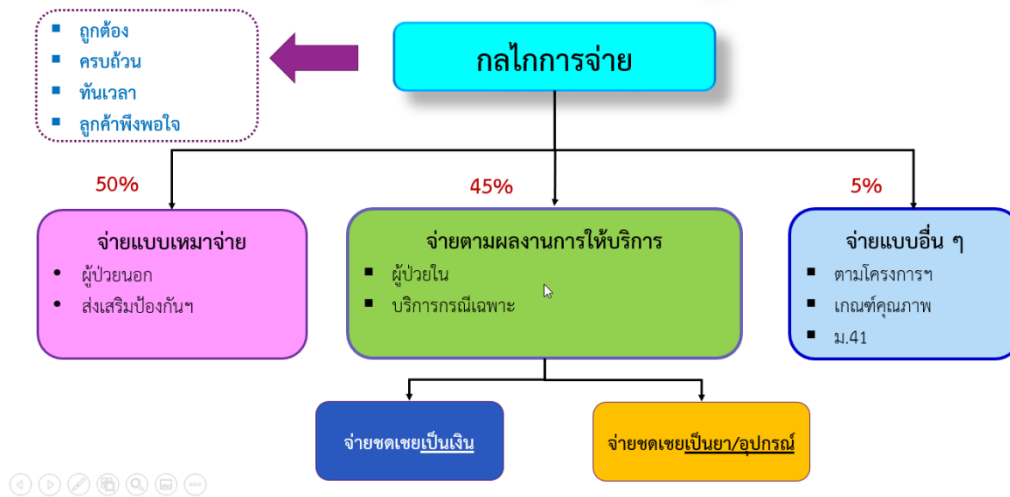 ถูกต้อง
ครบถ้วน
ทันเวลา
ลูกค้าพึงพอใจ
กลไกการจ่าย
50%
45%
5%
จ่ายแบบเหมาจ่าย
ผู้ป่วยนอก
ส่งเสริมป้องกันฯ
จ่ายตามผลงานการให้บริการ
ผู้ป่วยใน
บริการกรณีเฉพาะ
จ่ายแบบอื่น ๆ
ตามโครงการฯ
เกณฑ์คุณภาพ
ม.41
จ่ายชดเชยเป็นเงิน
จ่ายชดเชยเป็นยา/อุปกรณ์